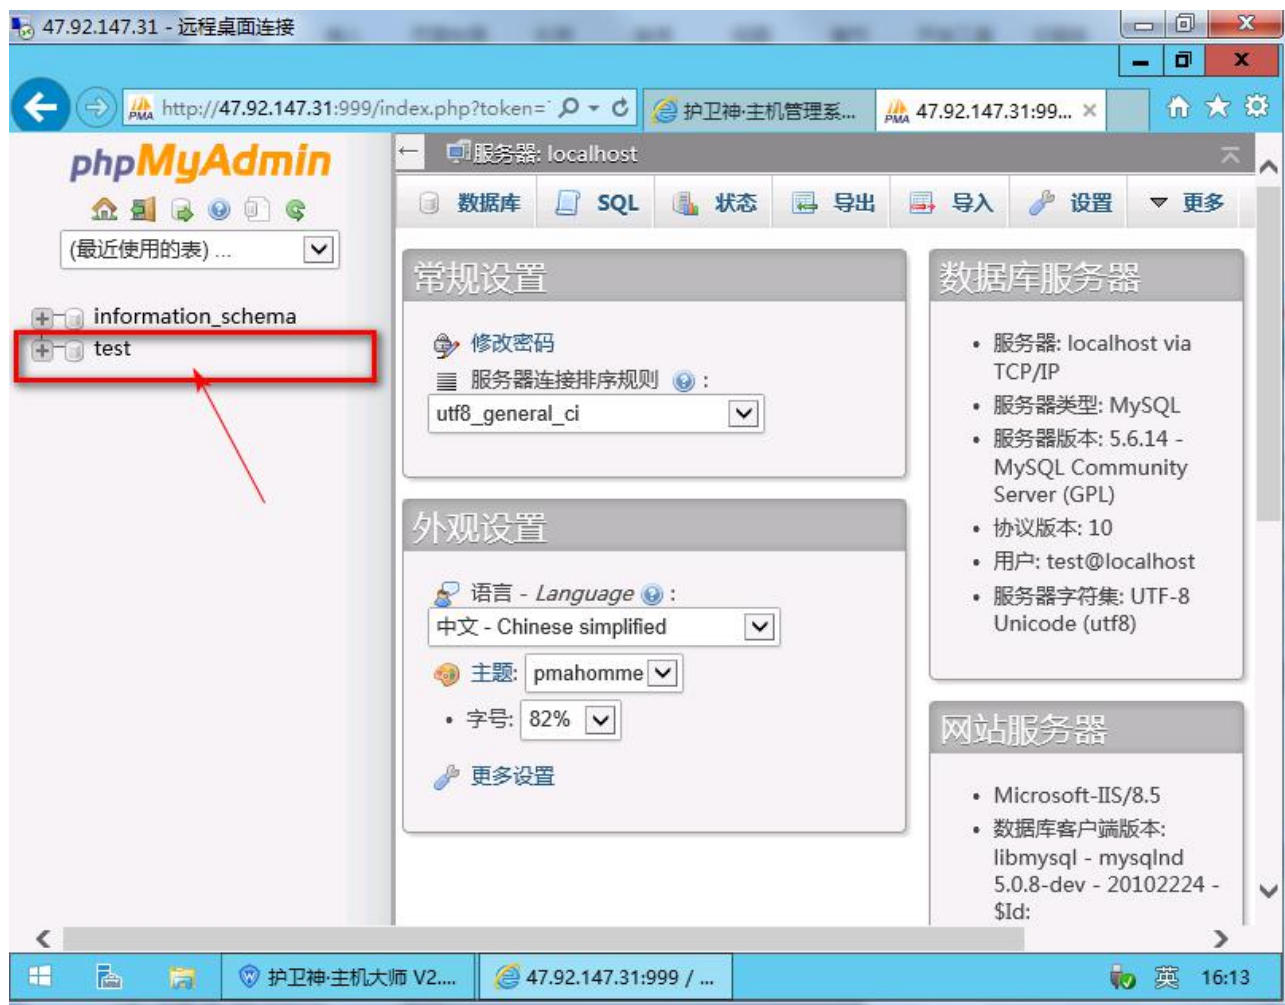 47.92.147.31 - 远程桌面连接
http://47.92.147.31:999/index.php?token=
护卫神·主机管理系...
PMA 47.92.147.31:99...
phpMyAdmin
(最近使用的表) ...
information_schema
test
服务器: localhost
数据库 SQL 状态 导出 导入 设置 更多
常规设置
修改密码
服务器连接排序规则 :
utf8_general_ci
外观设置
语言 - Language :
中文 - Chinese simplified
主题: pmahomme
• 字号: 82%
更多设置
数据库服务器
• 服务器: localhost via
TCP/IP
• 服务器类型: MySQL
• 服务器版本: 5.6.14 -
MySQL Community
Server (GPL)
• 协议版本: 10
• 用户: test@localhost
• 服务器字符集: UTF-8
Unicode (utf8)
网站服务器
• Microsoft-IIS/8.5
• 数据库客户端版本:
libmysql - mysqlnd
5.0.8-dev - 20102224 -
$Id:
护卫神·主机大师 V2....
47.92.147.31:999 / ...
英 16:13